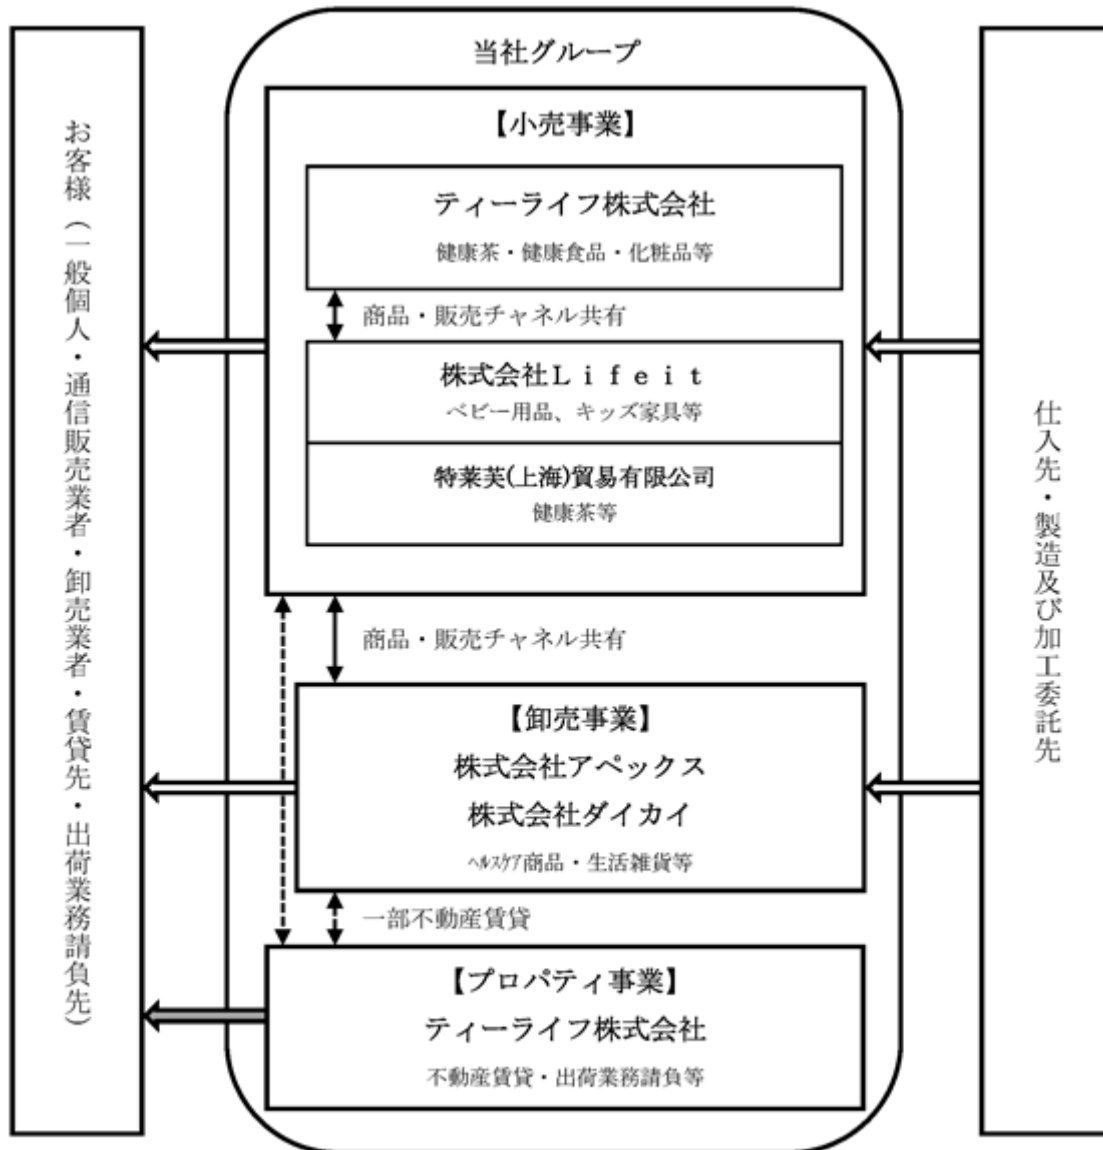 当社グループ
お客様（一般個人・通信販売業者・卸売業者・賃貸先・出荷業務請負先）
【小売事業】
ティーライフ株式会社
健康茶・健康食品・化粧品等
商品・販売チャネル共有
株式会社Ｌｉｆｅｉｔ
ベビー用品、キッズ家具等
特莱芙(上海)貿易有限公司
健康茶等
商品・販売チャネル共有
【卸売事業】
株式会社アペックス
株式会社ダイカイ
ﾍﾙｽｹｱ商品・生活雑貨等
一部不動産賃貸
【プロパティ事業】
ティーライフ株式会社
不動産賃貸・出荷業務請負等
仕入先・製造及び加工委託先